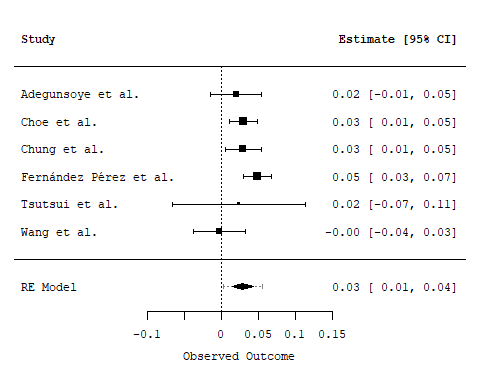 Study Estimate [95% CI]
Adegunsoye et al. 0.02 [-0.01, 0.05]
Choe et al. 0.03 [ 0.01, 0.05]
Chung et al. 0.03 [ 0.01, 0.05]
Fernández Pérez et al. 0.05 [ 0.03, 0.07]
Tsutsui et al. 0.02 [-0.07, 0.11]
Wang et al. -0.00 [-0.04, 0.03]
RE Model 0.03 [ 0.01, 0.04]
-0.1 0 0.05 0.1 0.15
Observed Outcome